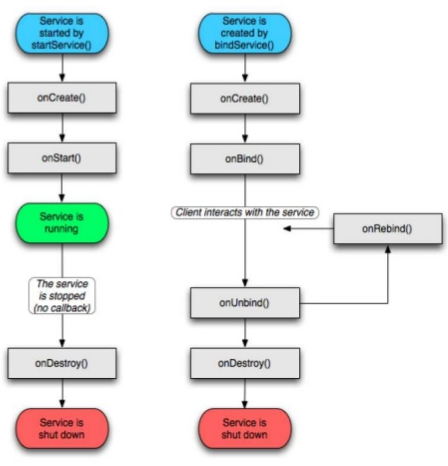 Service is
started by
startService()
onCreate()
onStart()
Service is
running
The service
is stopped
(no callback)
onDestroy()
Service is
shut down
Service is
created by
bindService()
onCreate()
onBind()
Client interacts with the service
onRebind()
onUnbind()
onDestroy()
Service is
shut down